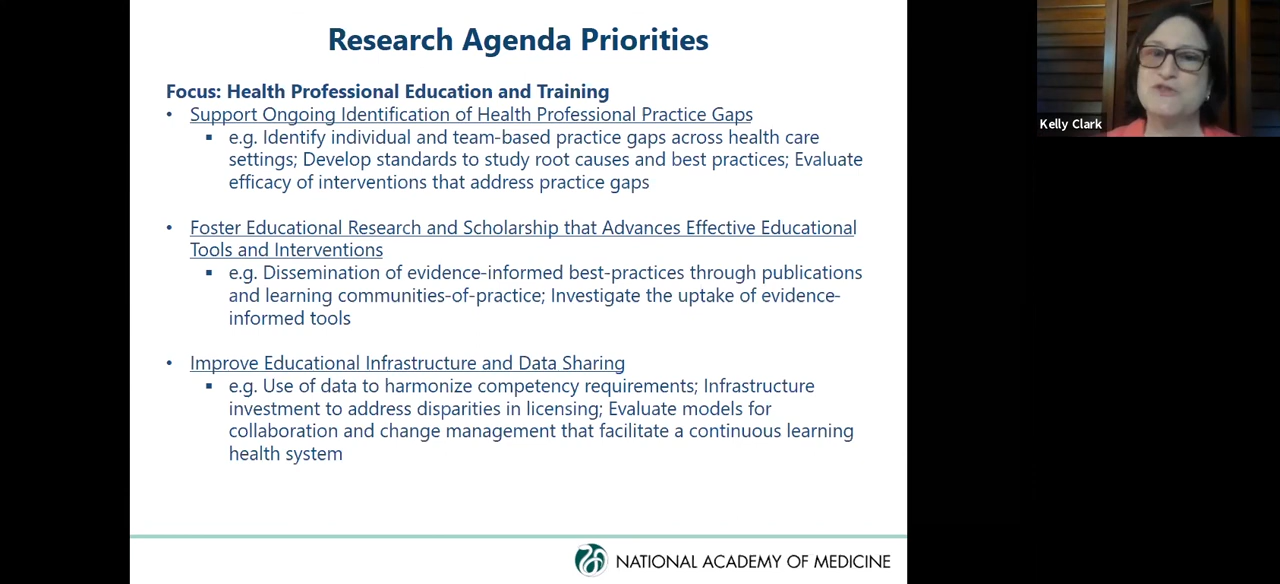 Research Agenda Priorities
Kelly Clark
Focus: Health Professional Education and Training
• Support Ongoing Identification of Health Professional Practice Gaps
▪ e.g. Identify individual and team-based practice gaps across health care
settings; Develop standards to study root causes and best practices; Evaluate
efficacy of interventions that address practice gaps
• Foster Educational Research and Scholarship that Advances Effective Educational
Tools and Interventions
▪ e.g. Dissemination of evidence-informed best-practices through publications
and learning communities-of-practice; Investigate the uptake of evidence-
informed tools
• Improve Educational Infrastructure and Data Sharing
▪ e.g. Use of data to harmonize competency requirements; Infrastructure
investment to address disparities in licensing; Evaluate models for
collaboration and change management that facilitate a continuous learning
health system
NATIONAL ACADEMY OF MEDICINE